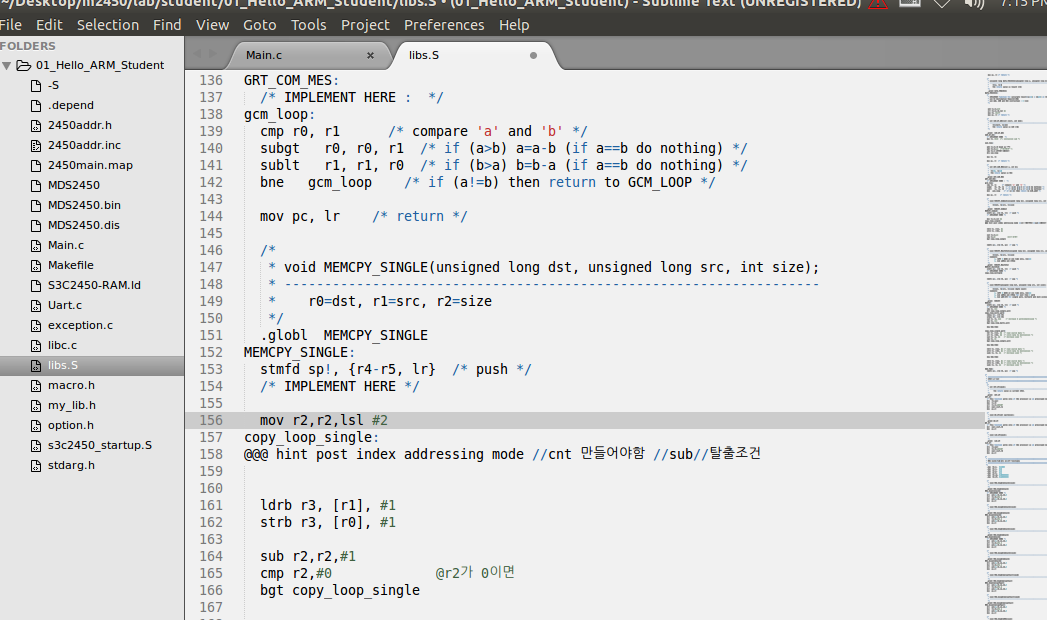 ~/Desktop/m2450/lab/student/01_Hello_ARM_Student/libs.S • (01_Hello_ARM_Student) - Sublime Text (UNREGISTERED)
7:15 PM
File Edit Selection Find View Goto Tools Project Preferences Help
FOLDERS
01_Hello_ARM_Student
-S
.depend
2450addr.h
2450addr.inc
2450main.map
MDS2450
MDS2450.bin
MDS2450.dis
Main.c
Makefile
S3C2450-RAM.ld
Uart.c
exception.c
libc.c
libs.S
macro.h
my_lib.h
option.h
s3c2450_startup.S
stdarg.h
Main.c × libs.S
136 GRT_COM_MES:
137 /* IMPLEMENT HERE : */
138 gcm_loop:
139 cmp r0, r1 /* compare 'a' and 'b' */
140 subgt r0, r0, r1 /* if (a>b) a=a-b (if a==b do nothing) */
141 sublt r1, r1, r0 /* if (b>a) b=b-a (if a==b do nothing) */
142 bne gcm_loop /* if (a!=b) then return to GCM_LOOP */
143
144 mov pc, lr /* return */
145
146 /*
147 * void MEMCPY_SINGLE(unsigned long dst, unsigned long src, int size);
148 * ----------------------------------------------------------------
149 * r0=dst, r1=src, r2=size
150 */
151 .globl MEMCPY_SINGLE
152 MEMCPY_SINGLE:
153 stmfd sp!, {r4-r5, lr} /* push */
154 /* IMPLEMENT HERE */
155
156 mov r2,r2,lsl #2
157 copy_loop_single:
158 @@@ hint post index addressing mode //cnt 만들어야함 //sub//탈출조건
159
160
161 ldrb r3, [r1], #1
162 strb r3, [r0], #1
163
164 sub r2,r2,#1
165 cmp r2,#0 @r2가 0이면
166 bgt copy_loop_single
167